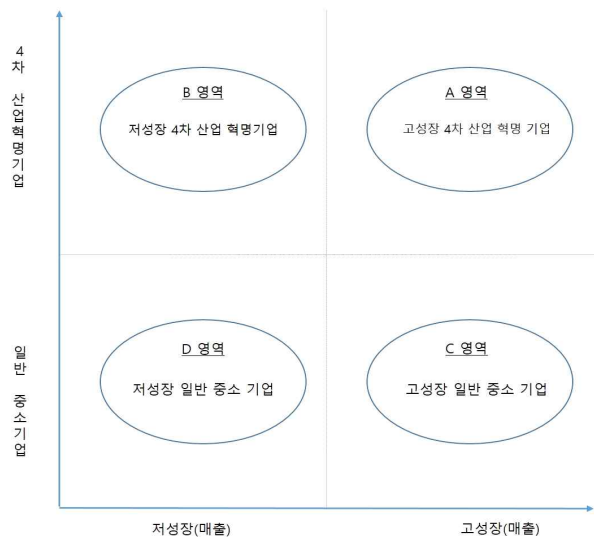 4차 산업혁명기업
B 영역
저성장 4차 산업 혁명기업
A 영역
고성장 4차 산업 혁명 기업
일반 중소기업
D 영역
저성장 일반 중소 기업
C 영역
고성장 일반 중소 기업
저성장(매출)
고성장(매출)